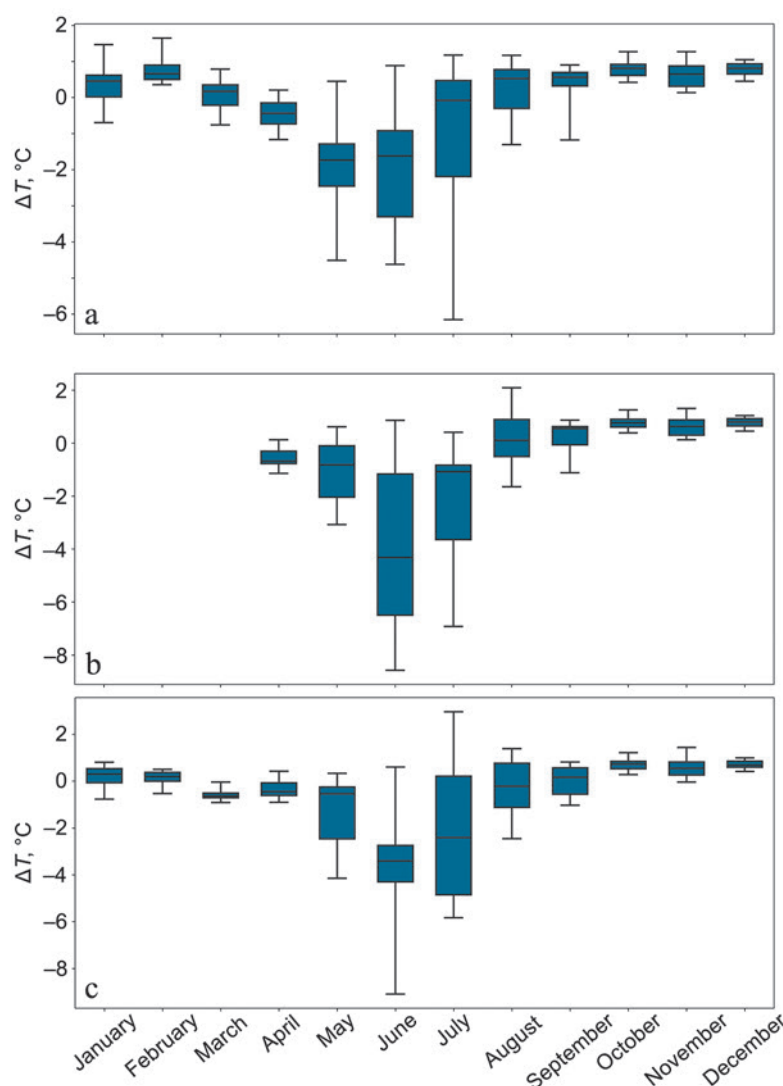 2
0
–2
–4
–6
ΔT, °C
a
2
0
–2
–4
–6
–8
ΔT, °C
b
2
0
–2
–4
–6
–8
ΔT, °C
c
January
February
March
April
May
June
July
August
September
October
November
December